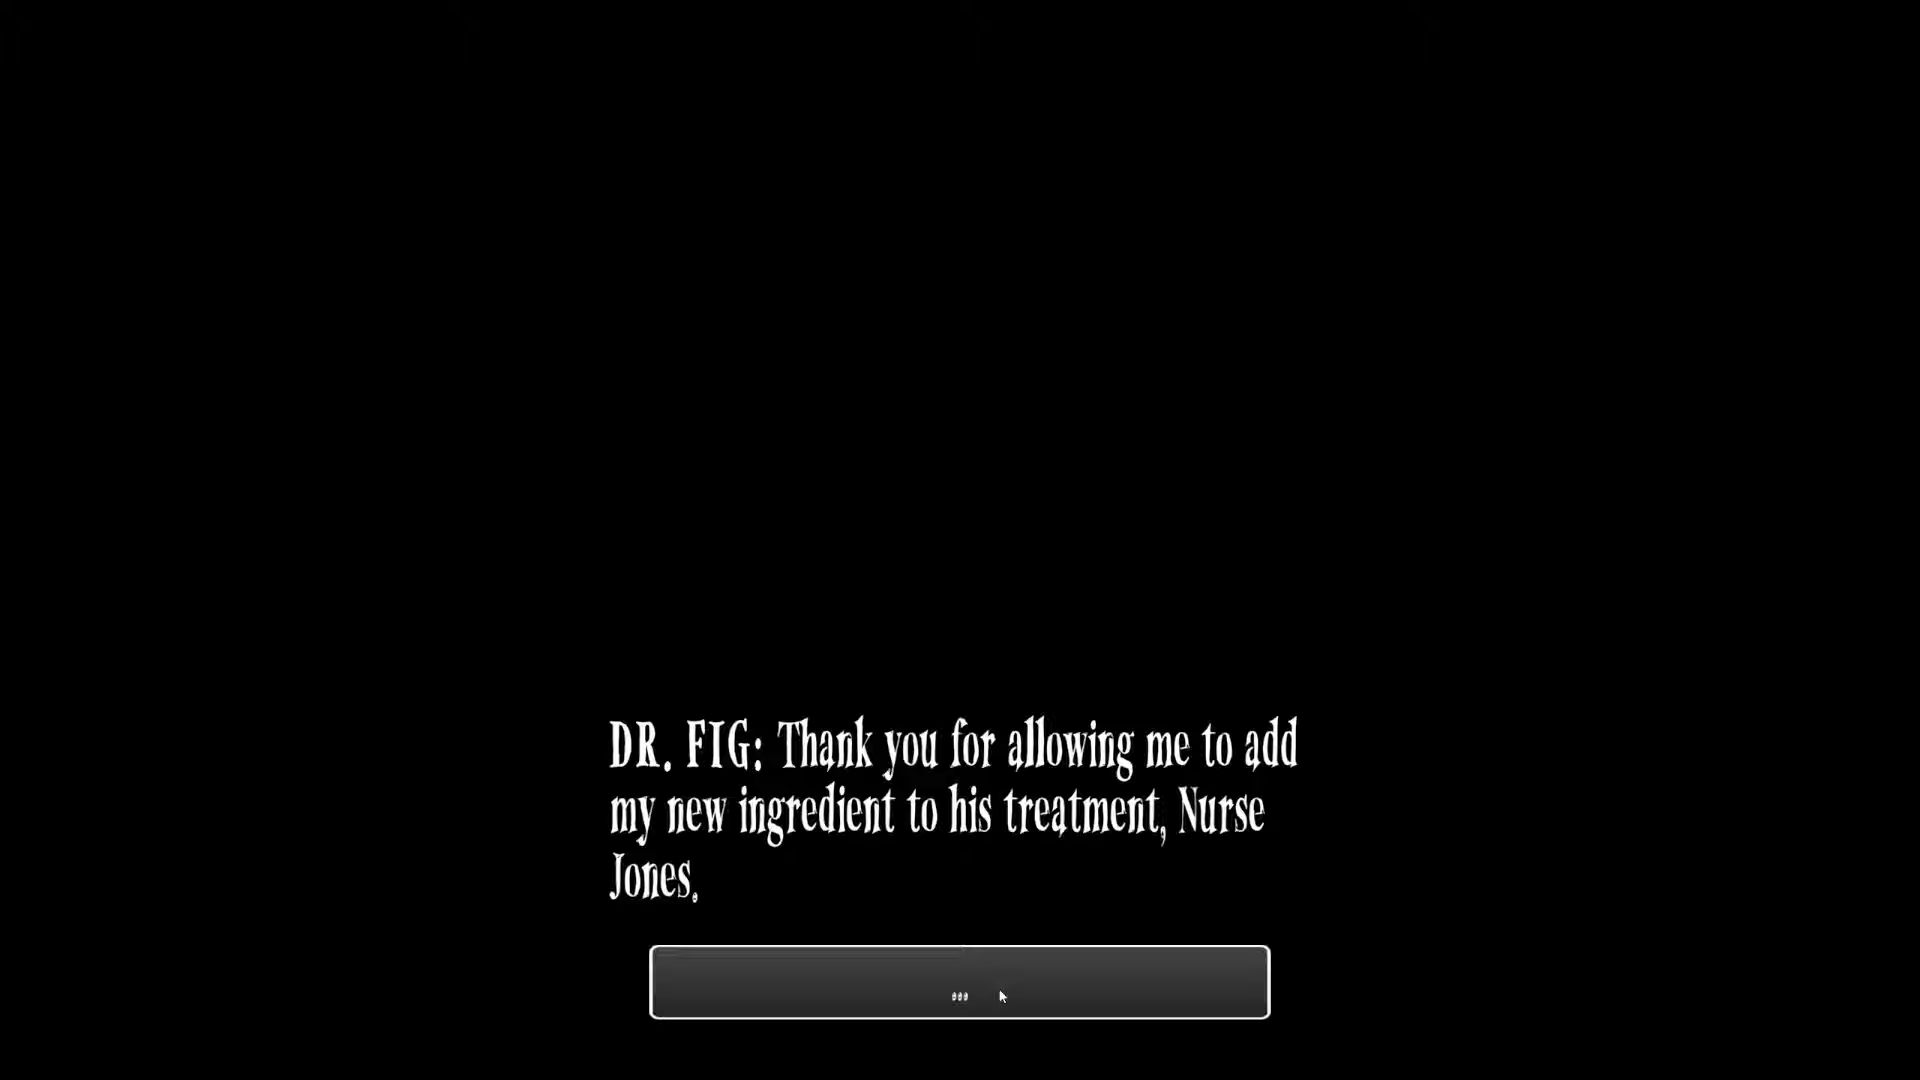 DR. FIG: Thank you for allowing me to add
my new ingredient to his treatment, Nurse
Jones.
...